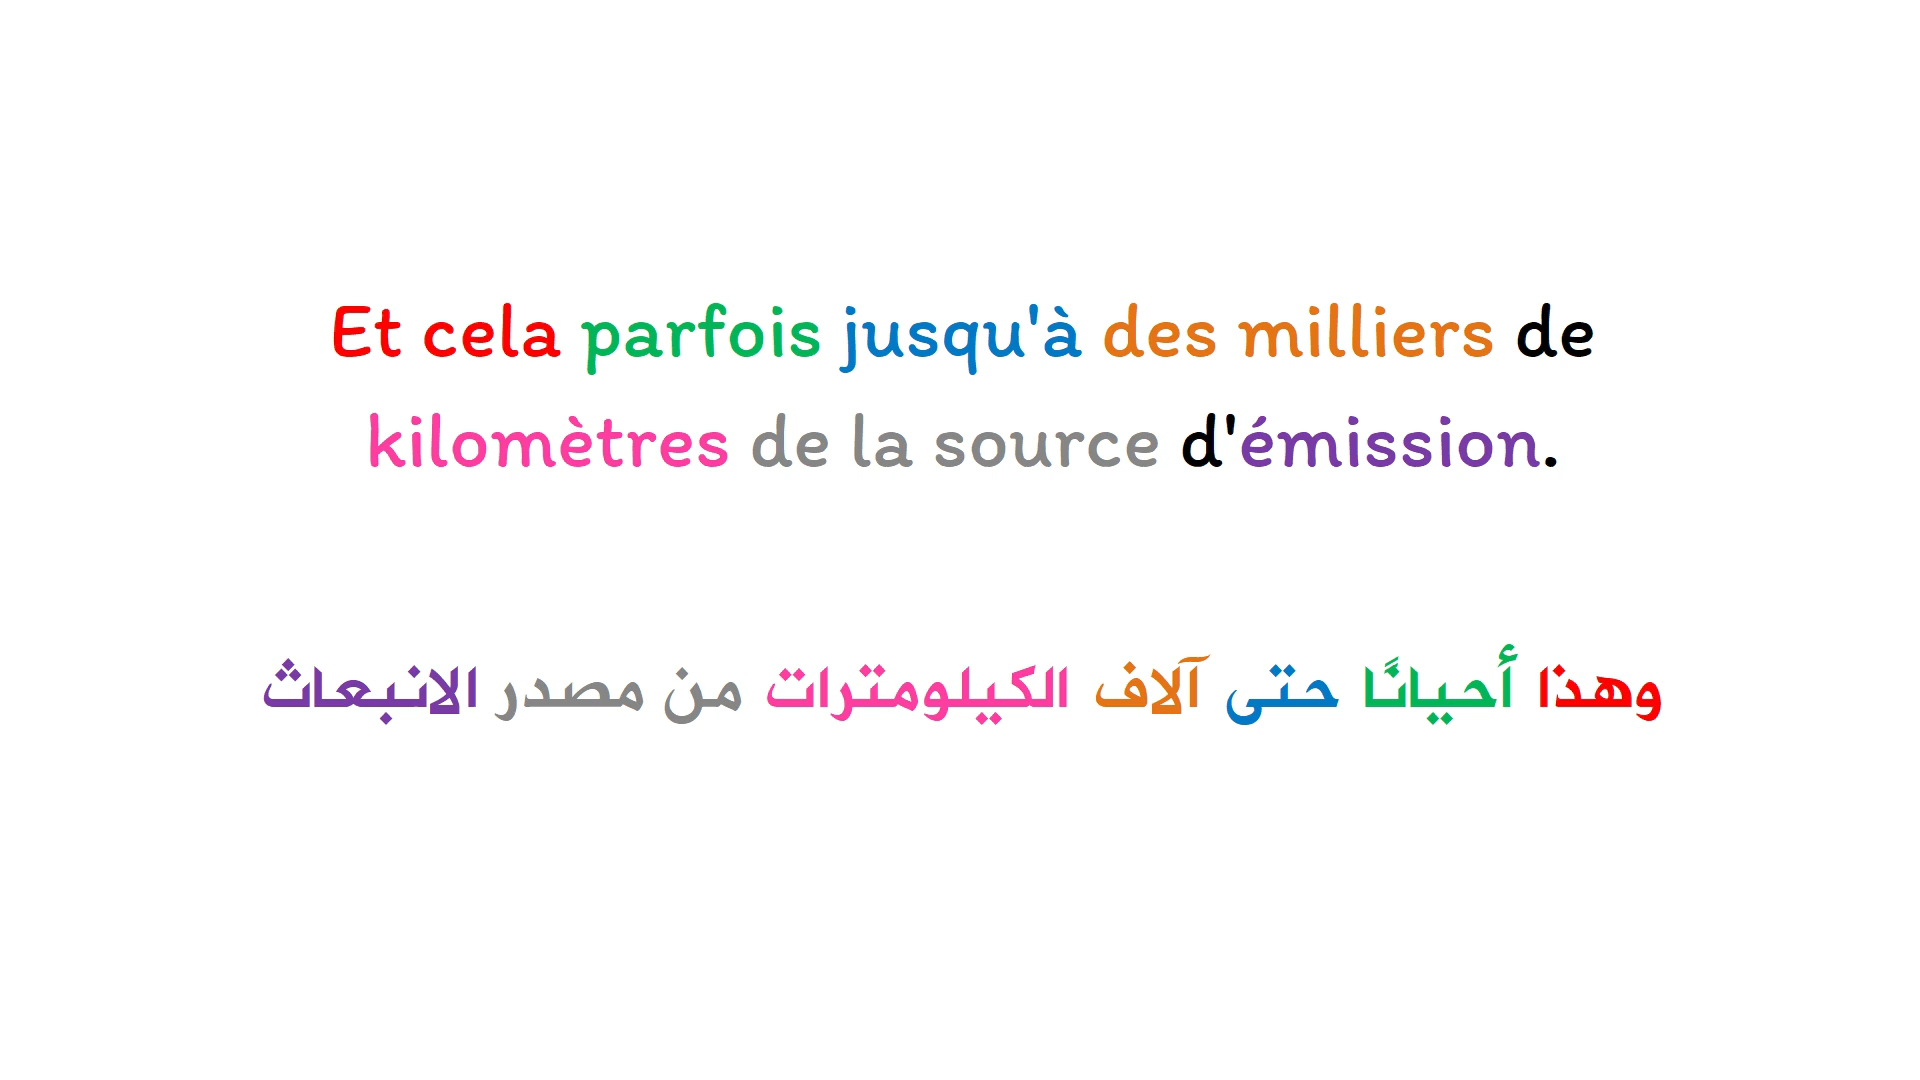 Et cela parfois jusqu'à des milliers de
kilomètres de la source d'émission.
وهذا أحيانًا حتى آلاف الكيلومترات من مصدر الانبعاث